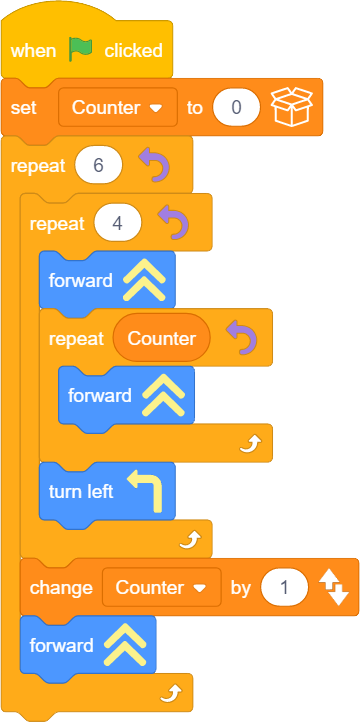 when clicked
set Counter to 0
repeat 6
repeat 4
forward
repeat Counter
forward
turn left
change Counter by 1
forward